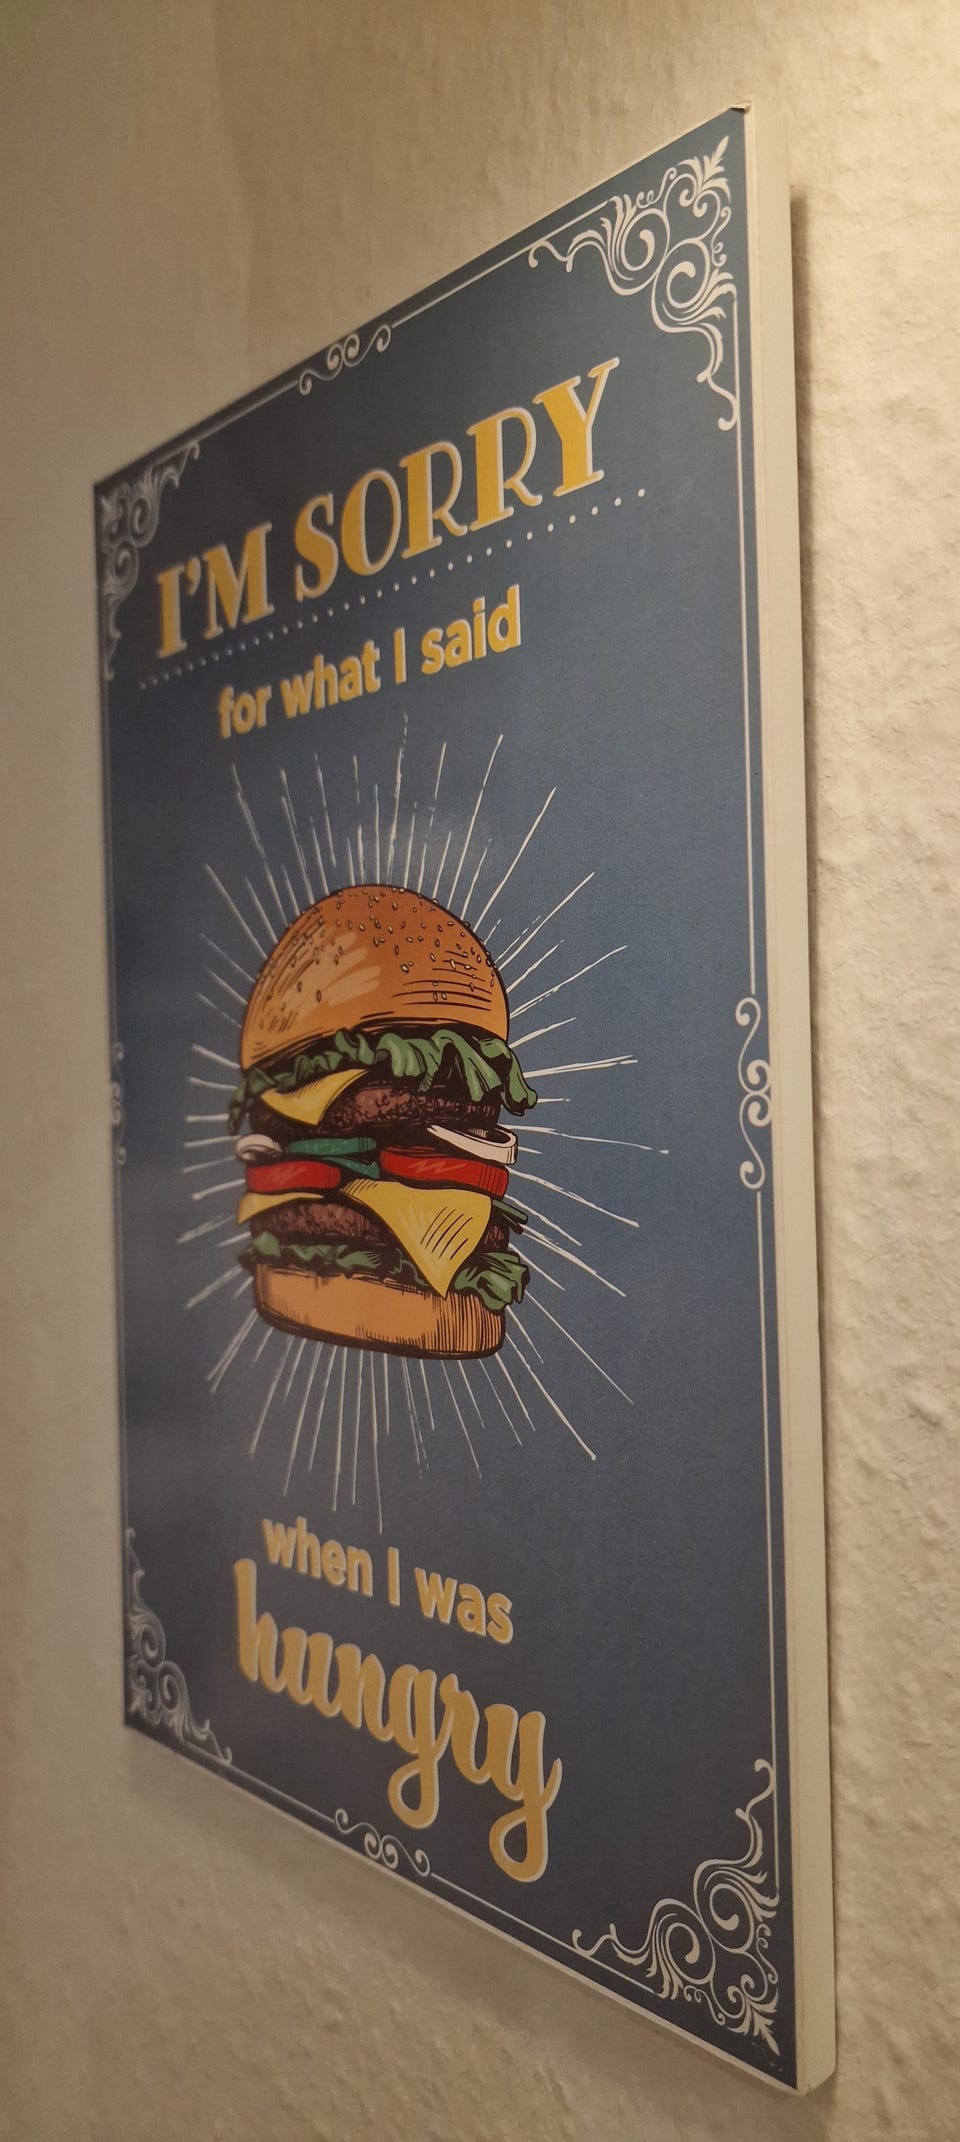 I'M SORRY
for what I said
when I was
hungry